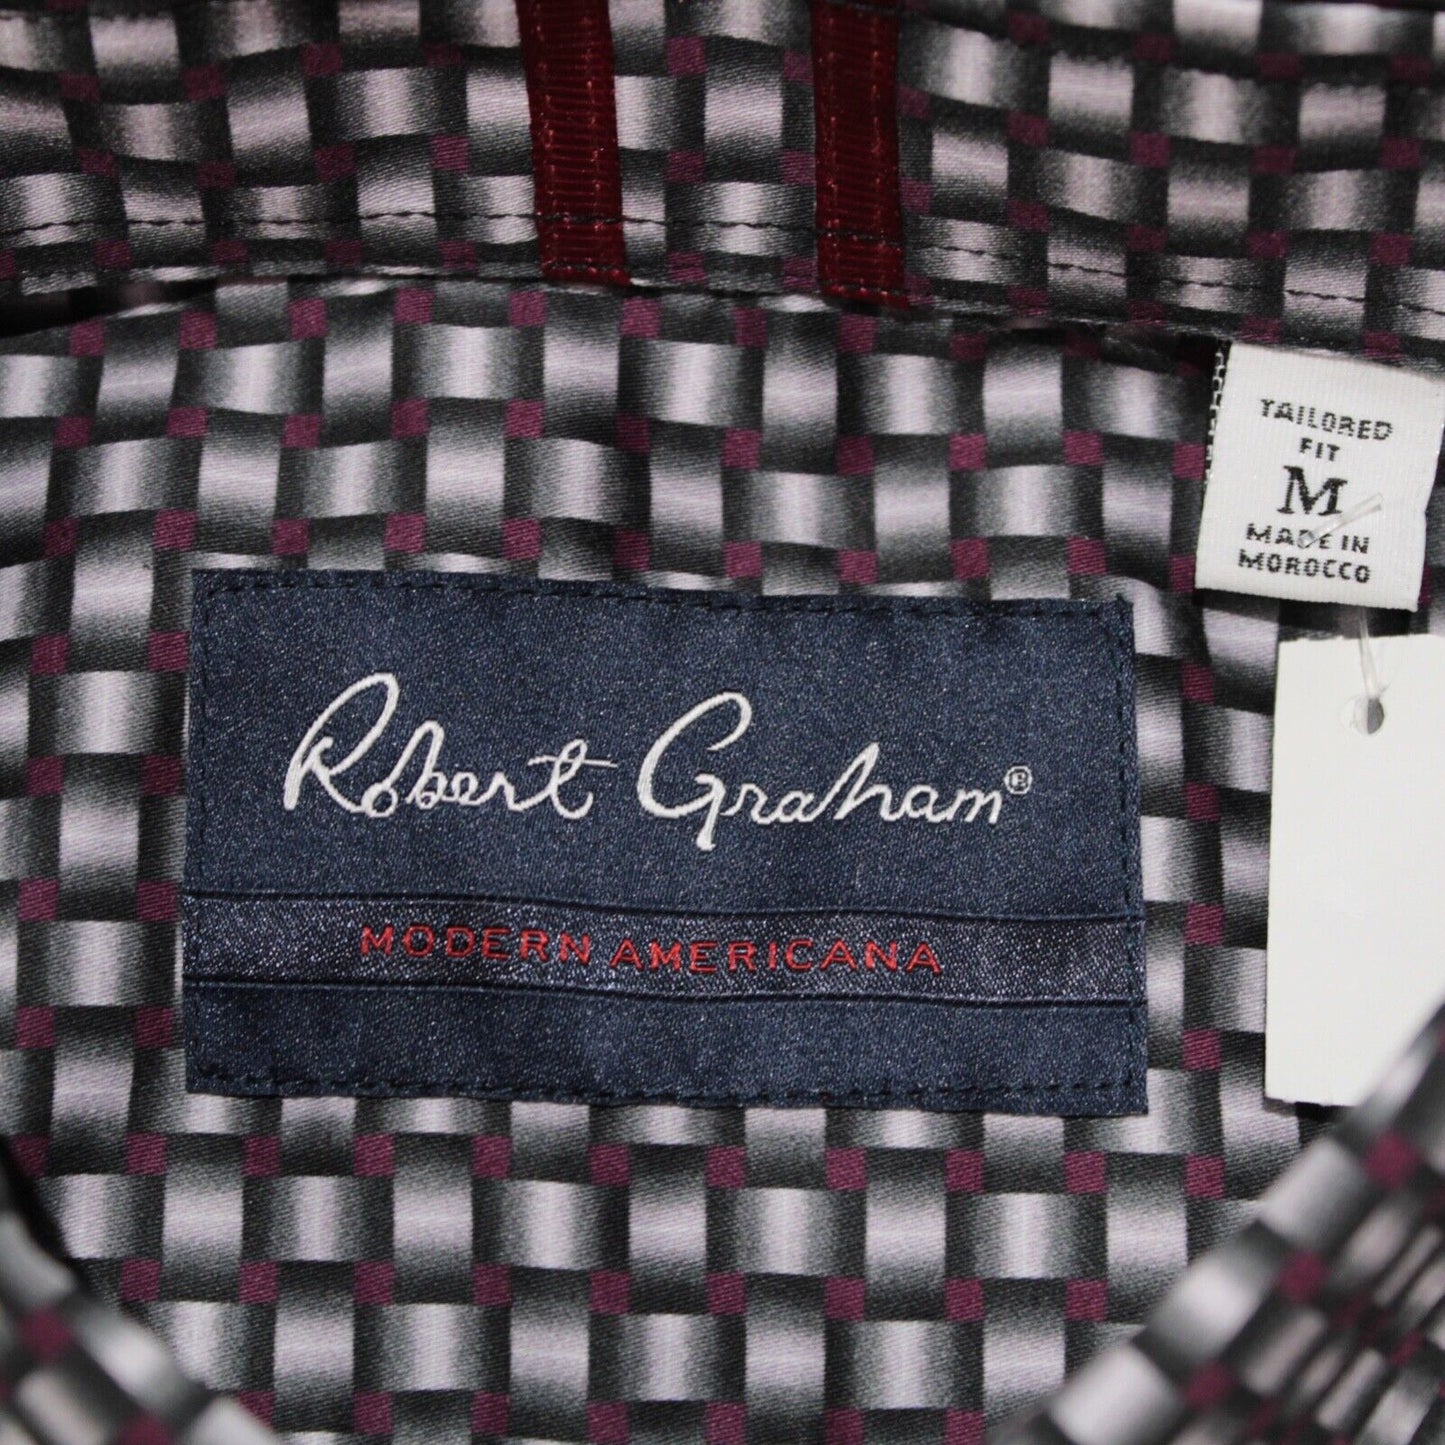 TAILORED
FIT
M
MADE IN
MOROCCO
Robert Graham®
MODERN AMERICANA